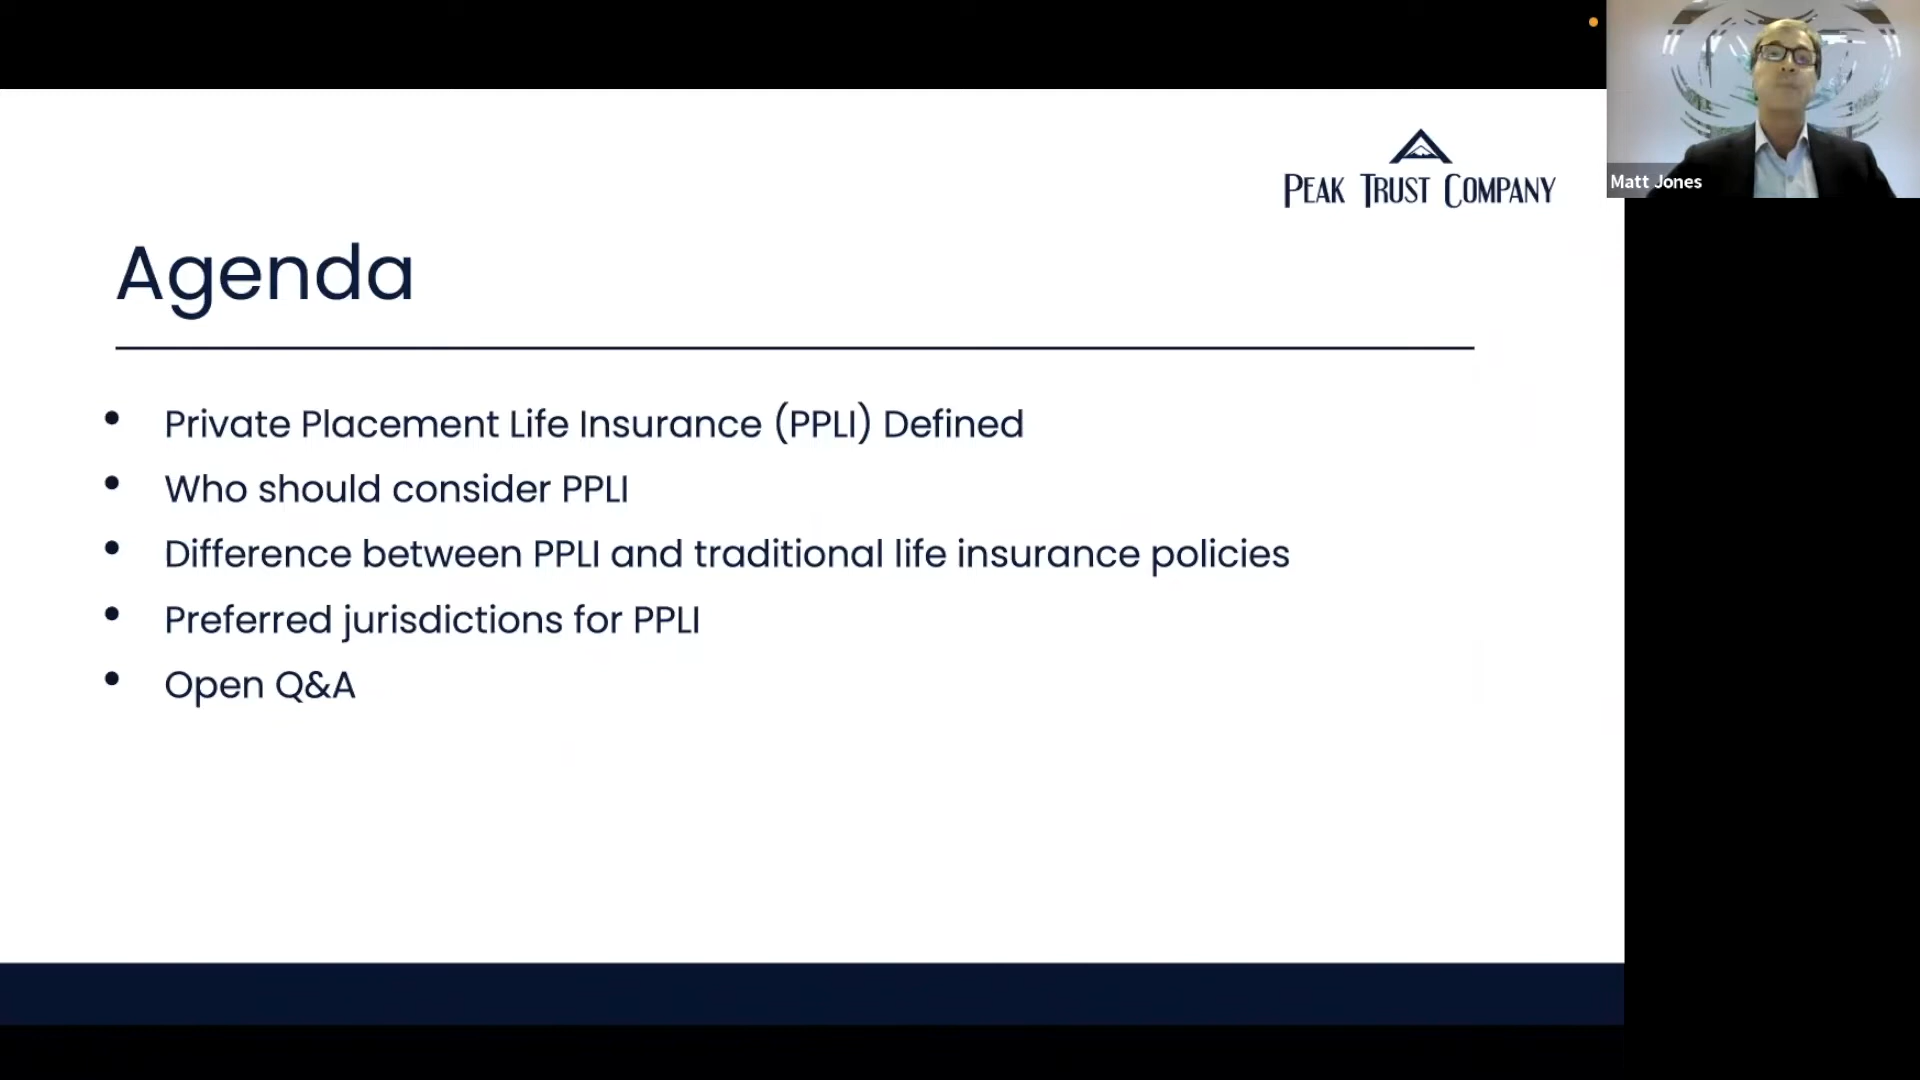 PEAK TRUST COMPANY
Matt Jones
Agenda
• Private Placement Life Insurance (PPLI) Defined
• Who should consider PPLI
• Difference between PPLI and traditional life insurance policies
• Preferred jurisdictions for PPLI
• Open Q&A